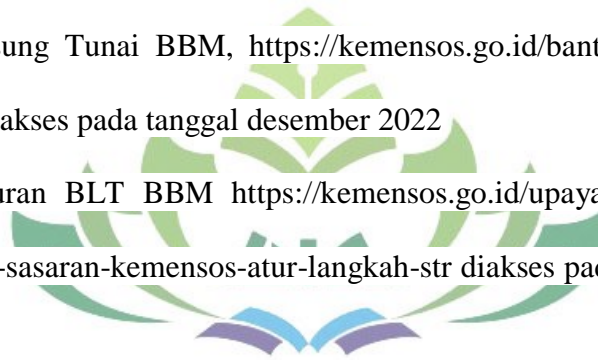 ung Tunai BBM, https://kemensos.go.id/bant
akses pada tanggal desember 2022
uran BLT BBM https://kemensos.go.id/upaya
-sasaran-kemensos-atur-langkah-str diakses pad